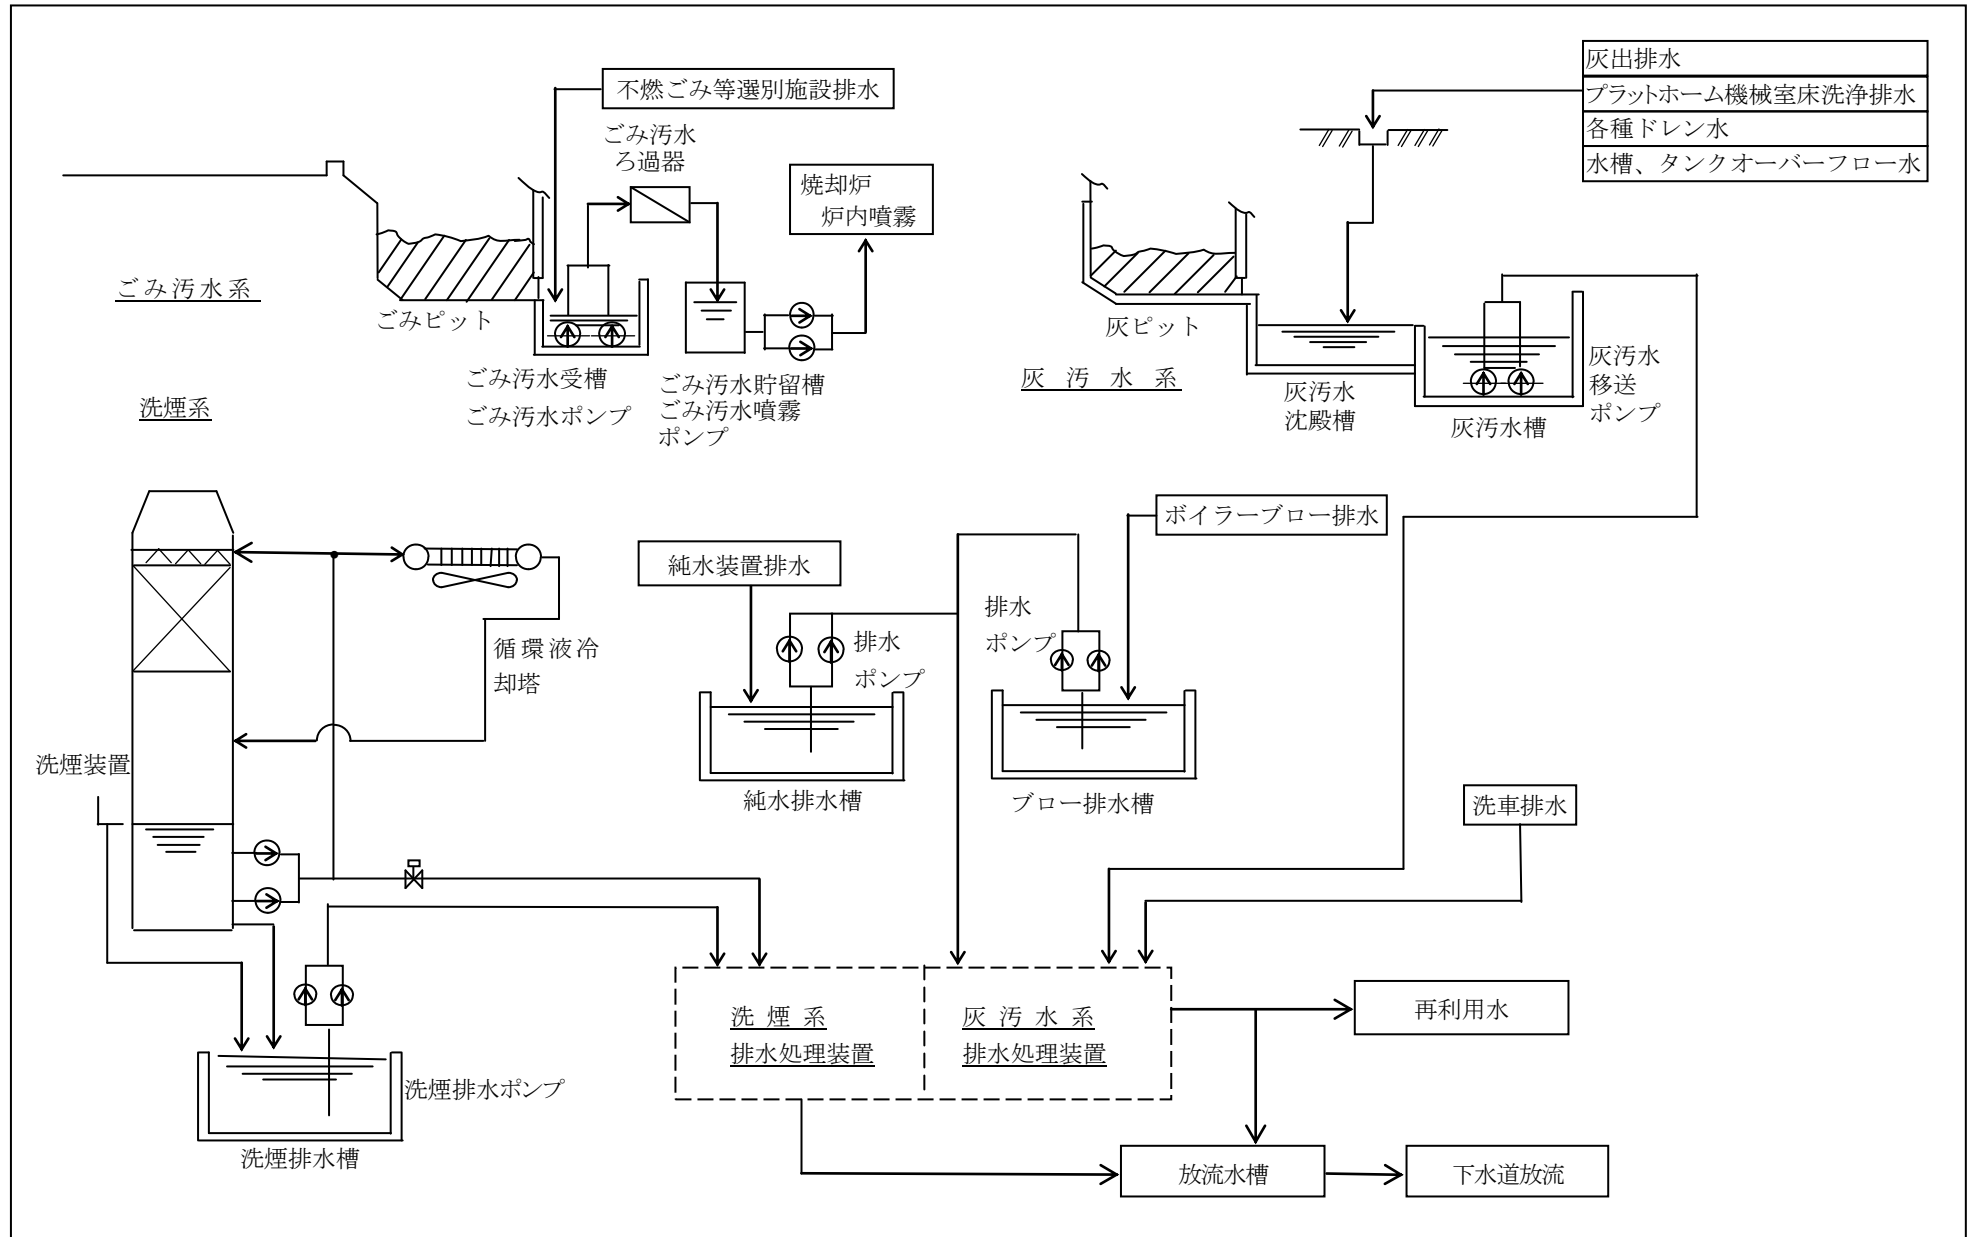 不燃ごみ等選別施設排水
ごみ汚水
ろ過器
焼却炉
炉内噴霧
ごみ汚水系
ごみピット
ごみ汚水受槽
ごみ汚水ポンプ
ごみ汚水貯留槽
ごみ汚水噴霧
ポンプ
灰出排水
プラットホーム機械室床洗浄排水
各種ドレン水
水槽、タンクオーバーフロー水
灰ピット
灰汚水系
灰汚水
沈殿槽
灰汚水槽
灰汚水
移送
ポンプ
洗煙系
循環液冷
却塔
洗煙装置
純水装置排水
排水
ポンプ
純水排水槽
ボイラーブロー排水
排水
ポンプ
ブロー排水槽
洗車排水
洗煙排水ポンプ
洗煙排水槽
洗煙系
排水処理装置
灰汚水系
排水処理装置
再利用水
放流水槽
下水道放流